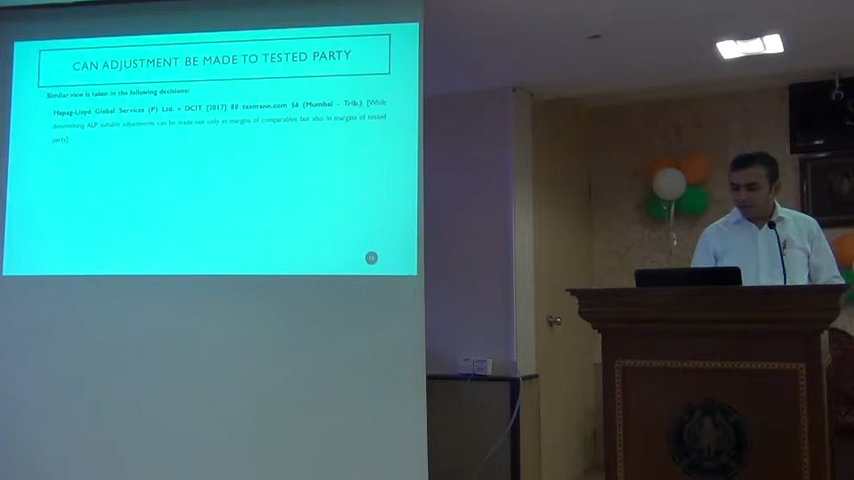 CAN ADJUSTMENT BE MADE TO TESTED PARTY
Similar view is taken in the following decisions:
Hapag-Lloyd Global Services (P) Ltd. v DCIT [2017] 80 taxmann.com 56 (Mumbai - Trib.) [While
determining ALP suitable adjustments can be made not only in margins of comparables but also in margins of tested
party]